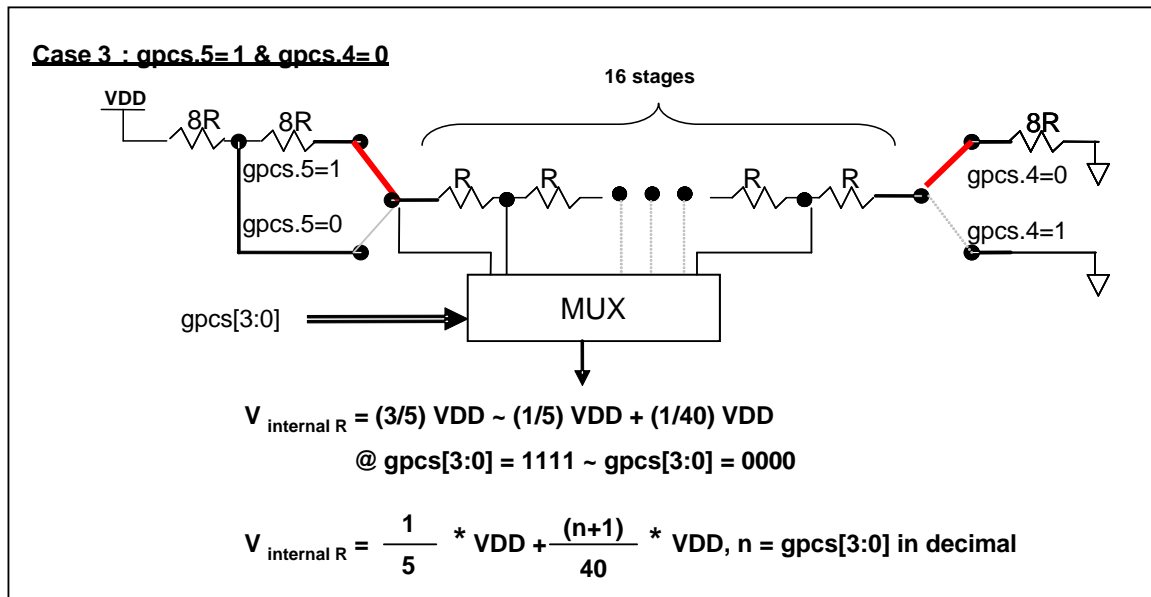 Case 3 : gpcs.5= 1 & gpcs.4= 0
16 stages
VDD
8R 8R 8R
gpcs.5=1 R R R R gpcs.4=0
gpcs.5=0 gpcs.4=1
MUX
gpcs[3:0]
V internal R = (3/5) VDD ~ (1/5) VDD + (1/40) VDD
@ gpcs[3:0] = 1111 ~ gpcs[3:0] = 0000
V internal R = 1/5 * VDD + (n+1)/40 * VDD, n = gpcs[3:0] in decimal